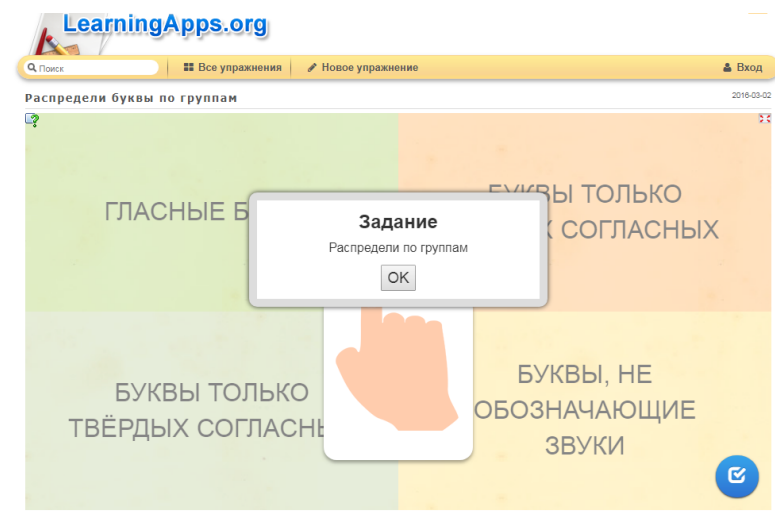 LearningApps.org
Поиск
Все упражнения
Новое упражнение
Вход
Распредели буквы по группам
2016-03-02
ГЛАСНЫЕ
БУКВЫ ТОЛЬКО
СОГЛАСНЫХ
Задание
Распредели по группам
OK
БУКВЫ ТОЛЬКО
ТВЁРДЫХ
БУКВЫ, НЕ
ОБОЗНАЧАЮЩИЕ
ЗВУКИ